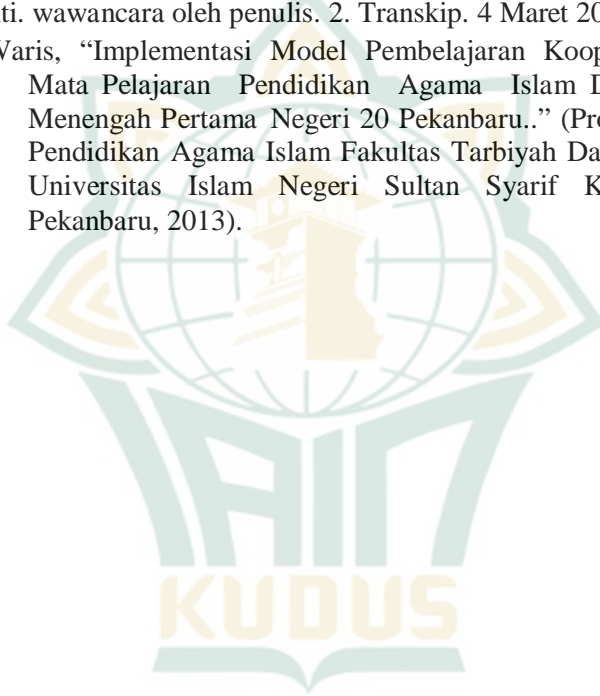 ti. wawancara oleh penulis. 2. Transkip. 4 Maret 20
Varis, “Implementasi Model Pembelajaran Koop
Mata Pelajaran Pendidikan Agama Islam D
Menengah Pertama Negeri 20 Pekanbaru..” (Pro
Pendidikan Agama Islam Fakultas Tarbiyah Da
Universitas Islam Negeri Sultan Syarif K
Pekanbaru, 2013).
IAIN
KUDUS